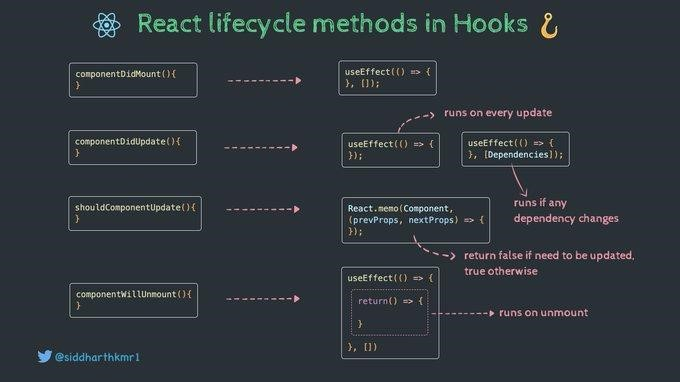 React lifecycle methods in Hooks
componentDidMount(){
}
useEffect(() => {
}, []);
runs on every update
componentDidUpdate(){
}
useEffect(() => {
});
useEffect(() => {
}, [Dependencies]);
runs if any
dependency changes
shouldComponentUpdate(){
}
React.memo(Component,
(prevProps, nextProps) => {
});
return false if need to be updated,
true otherwise
componentWillUnmount(){
}
useEffect(() => {
return() => {
}
}, [])
runs on unmount
@siddharthkmr1